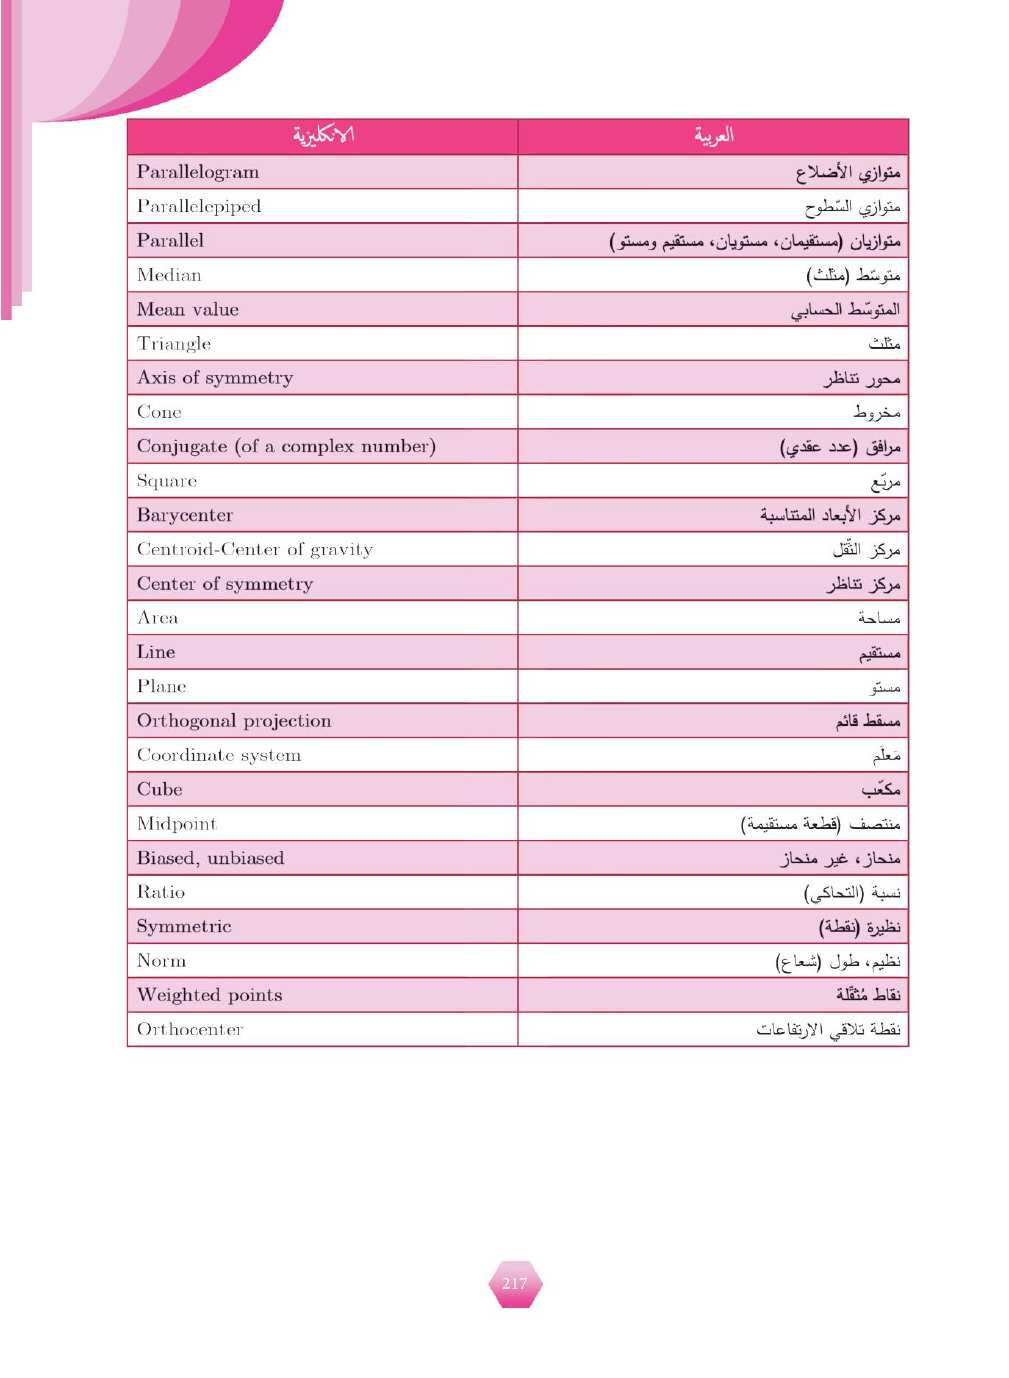 الانكليزية العربية
Parallelogram متوازي الأضلاع
Parallelepiped متوازي السّطوح
Parallel متوازيان (مستقيمان، مستويان، مستقيم ومستو)
Median متوسّط (مثلّث)
Mean value المتوسّط الحسابي
Triangle مثلث
Axis of symmetry محور تناظر
Cone مخروط
Conjugate (of a complex number) مرافق (عدد عقدي)
Square مربّع
Barycenter مركز الأبعاد المتناسبة
Centroid-Center of gravity مركز الثّقل
Center of symmetry مركز تناظر
Area مساحة
Line مستقيم
Plane مستو
Orthogonal projection مسقط قائم
Coordinate system مَعلَم
Cube مكعّب
Midpoint منتصف (قطعة مستقيمة)
Biased, unbiased منحاز، غير منحاز
Ratio نسبة (التحاكي)
Symmetric نظيرة (نقطة)
Norm نظيم، طول (شعاع)
Weighted points نقاط مُثقَّلة
Orthocenter نقطة تلاقي الارتفاعات
217